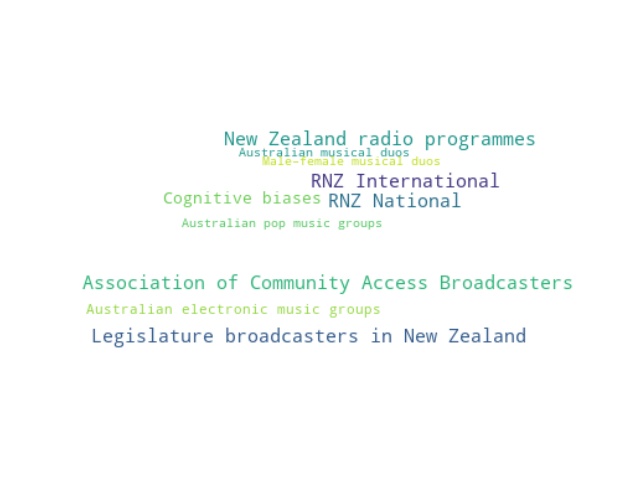 New Zealand radio programmes
Australian musical duos
Male-female musical duos
RNZ International
Cognitive biases
RNZ National
Australian pop music groups
Association of Community Access Broadcasters
Australian electronic music groups
Legislature broadcasters in New Zealand